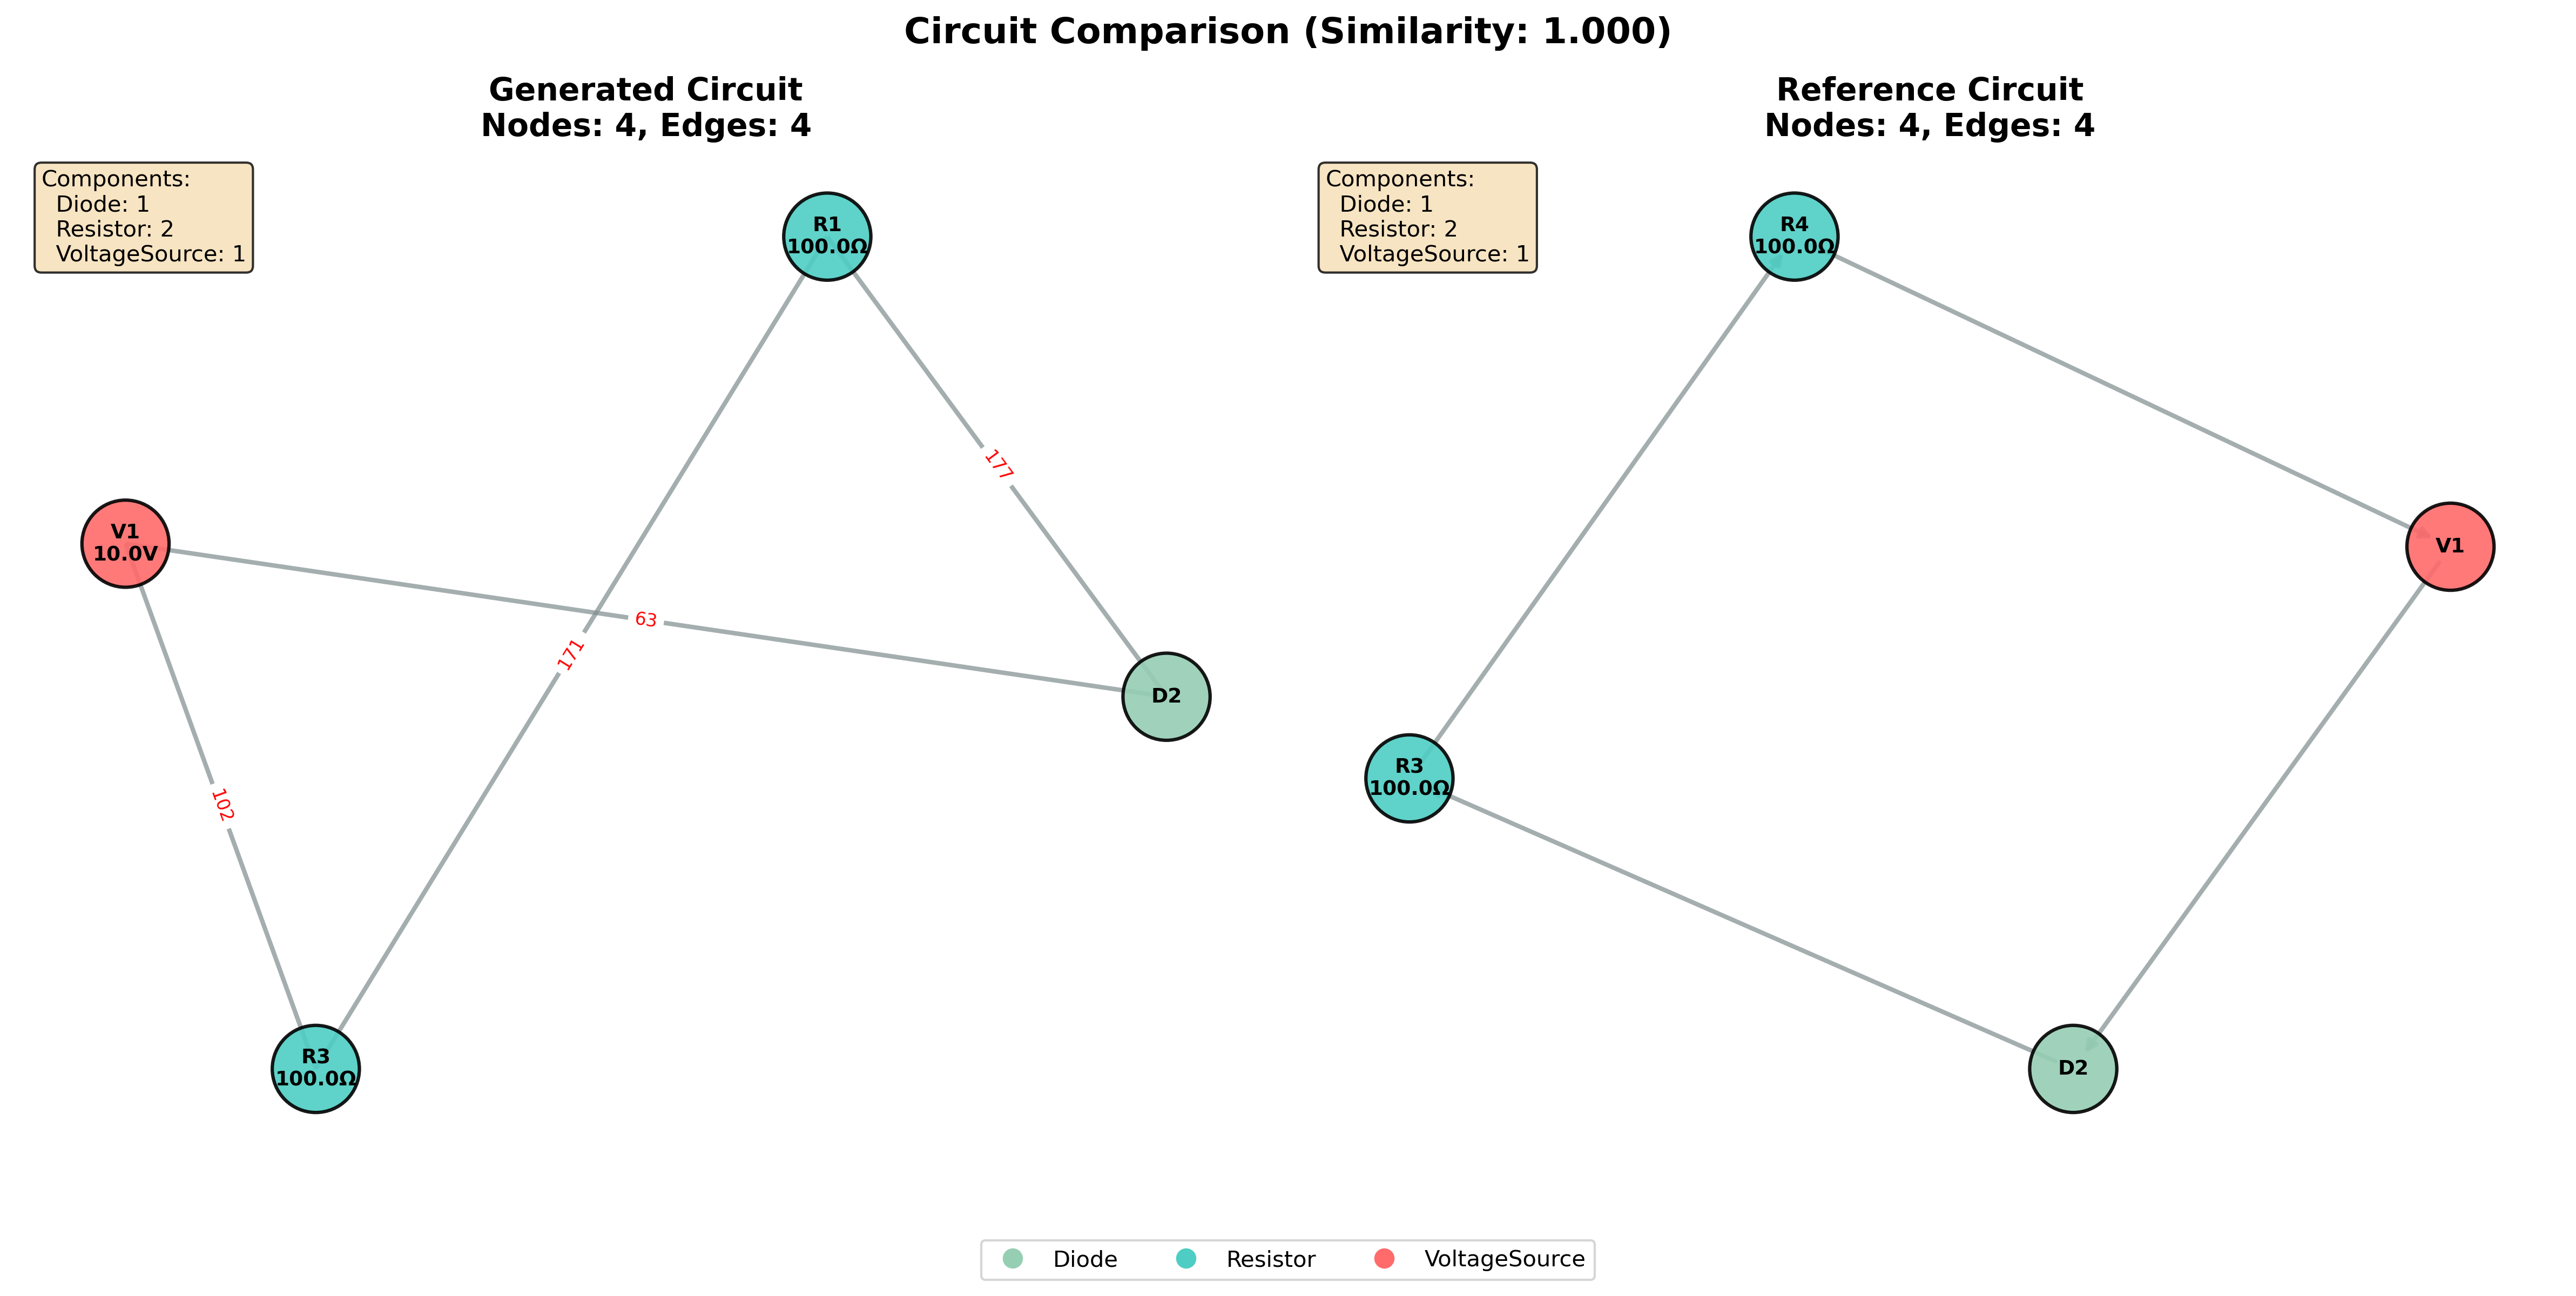 Circuit Comparison (Similarity: 1.000)
Generated Circuit
Nodes: 4, Edges: 4
Components:
Diode: 1
Resistor: 2
VoltageSource: 1
R1
100.0Ω
177
V1
10.0V
63
171
D2
102
R3
100.0Ω
Reference Circuit
Nodes: 4, Edges: 4
Components:
Diode: 1
Resistor: 2
VoltageSource: 1
R4
100.0Ω
V1
R3
100.0Ω
D2
Diode
Resistor
VoltageSource